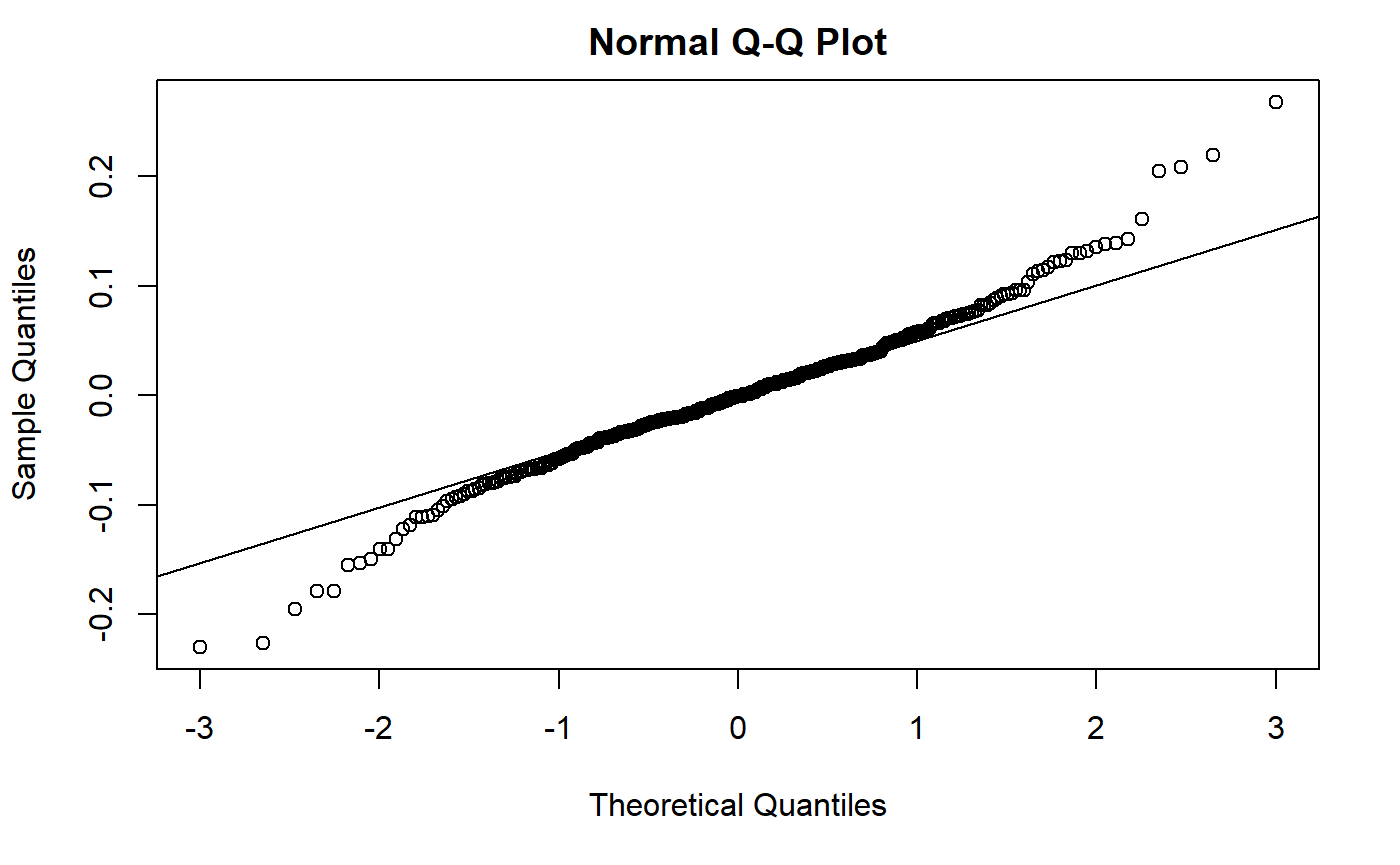 Normal Q-Q Plot
Sample Quantiles
0.2
0.1
0.0
-0.1
-0.2
-3 -2 -1 0 1 2 3
Theoretical Quantiles